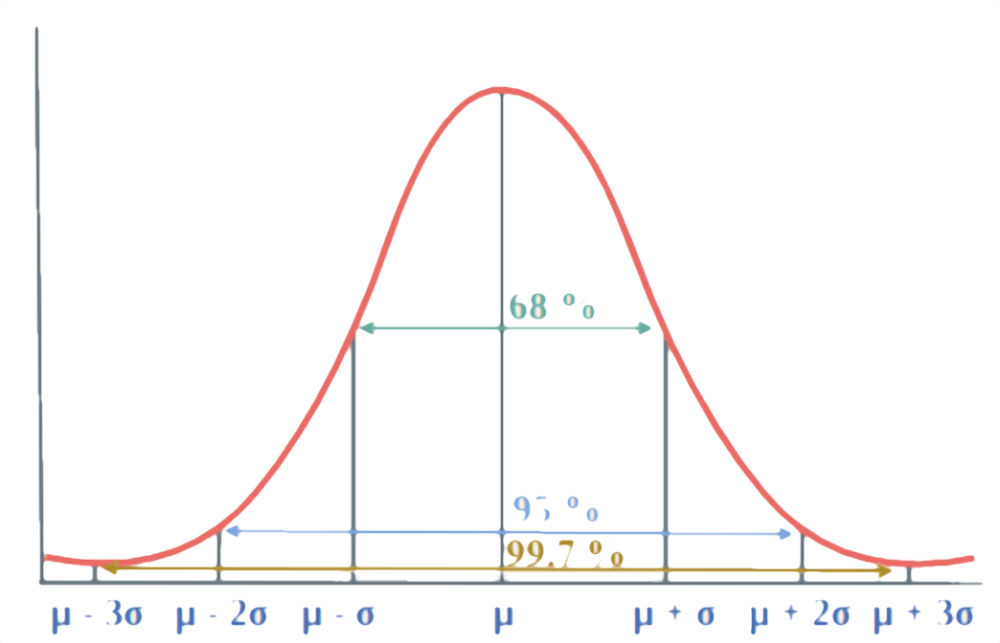 68 %
95 %
99.7 %
μ - 3σ μ - 2σ μ - σ μ μ + σ μ + 2σ μ + 3σ